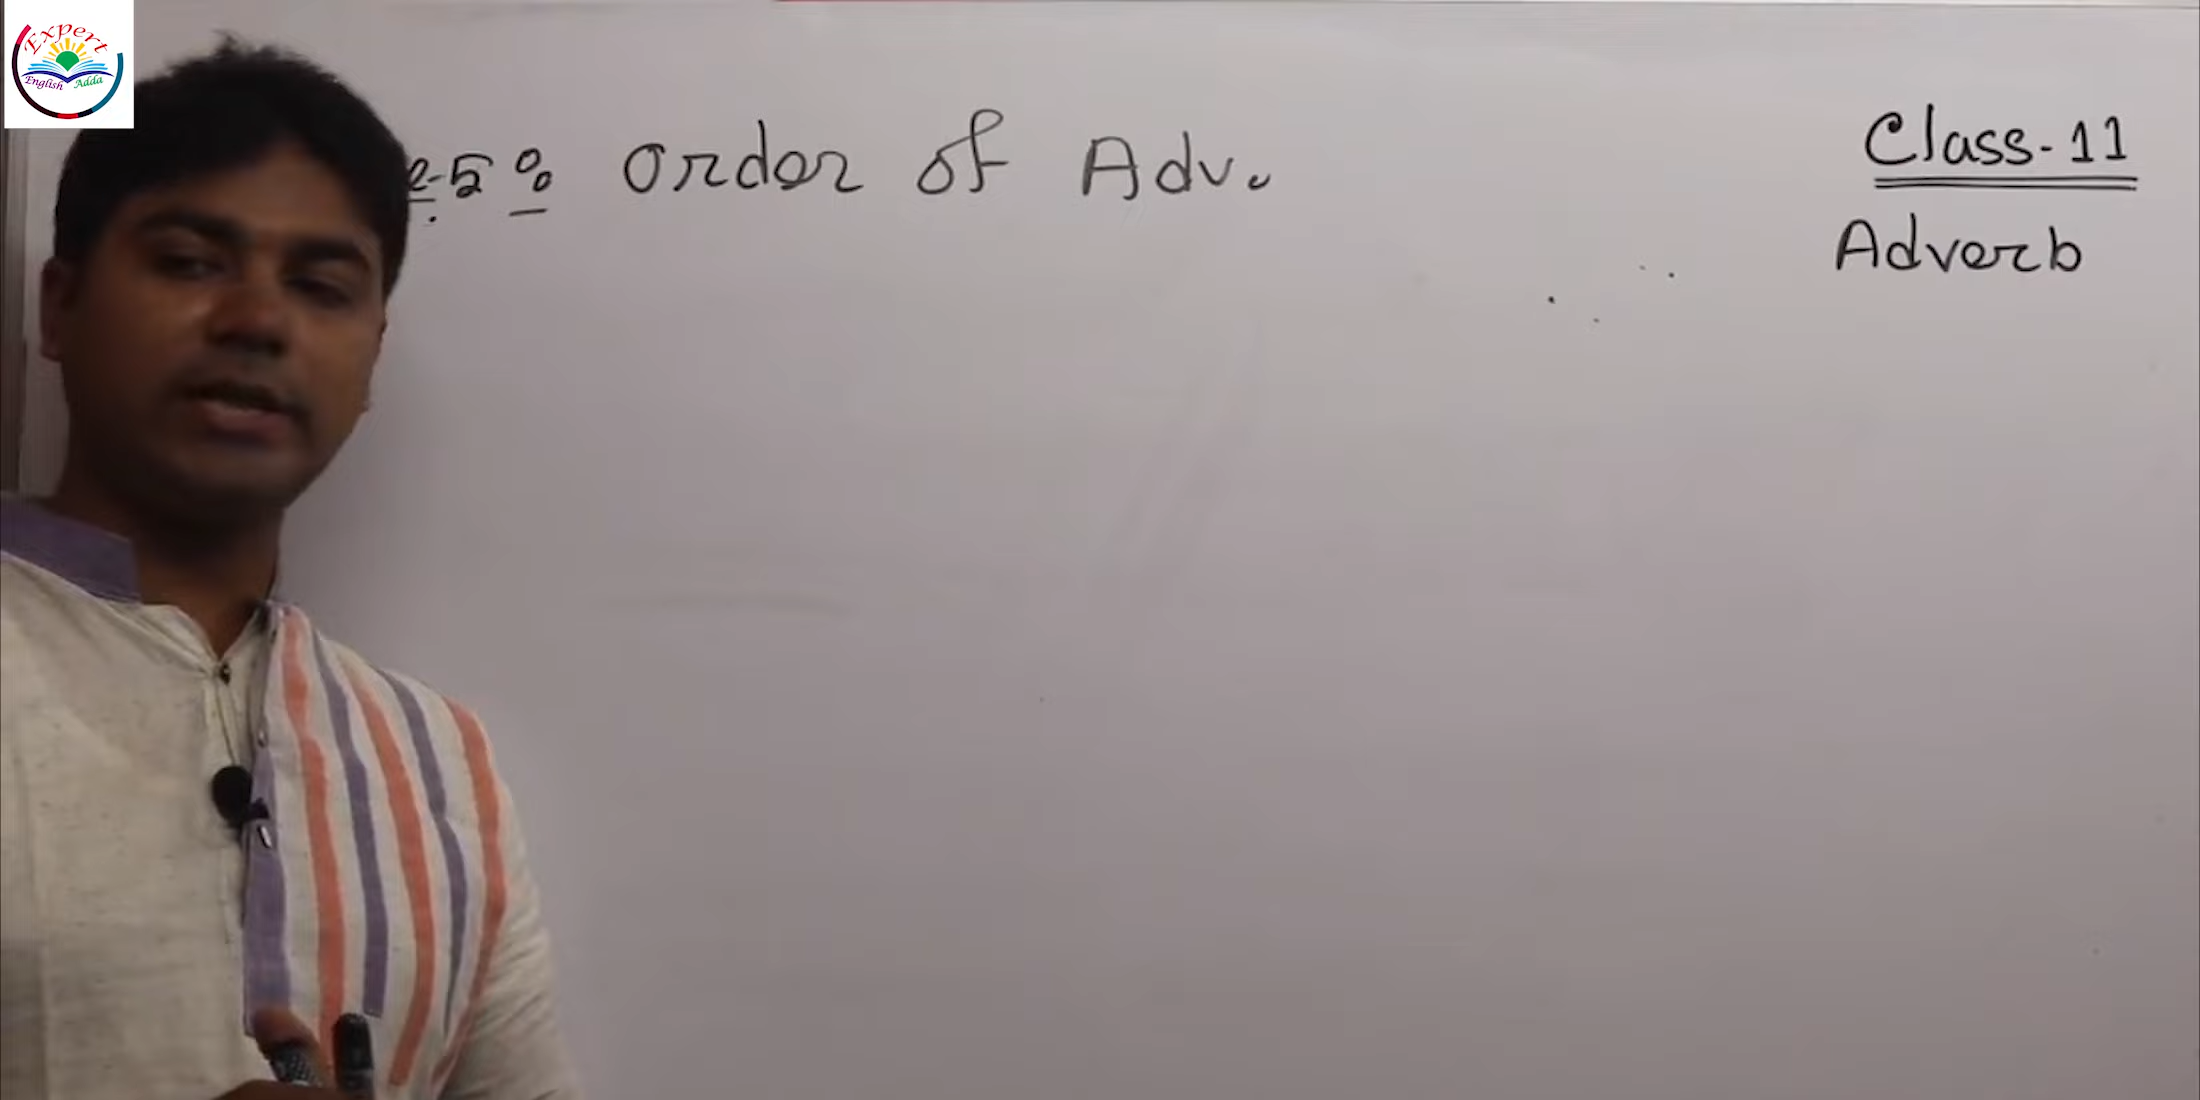 Expert
English Adda
e-5 : Order of Adv.
Class-11
Adverb